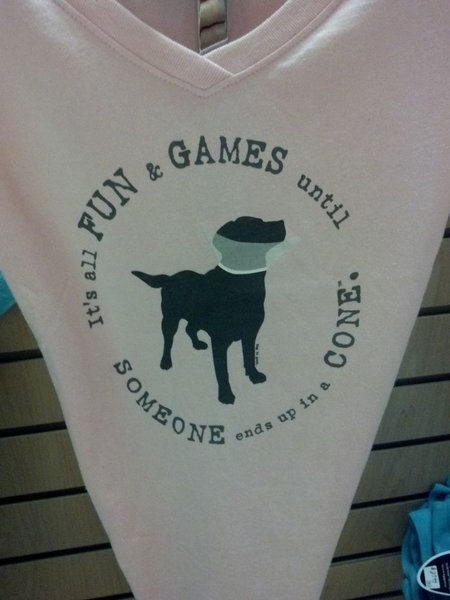 It's all FUN & GAMES until
SOMEONE ends up in a CONE.